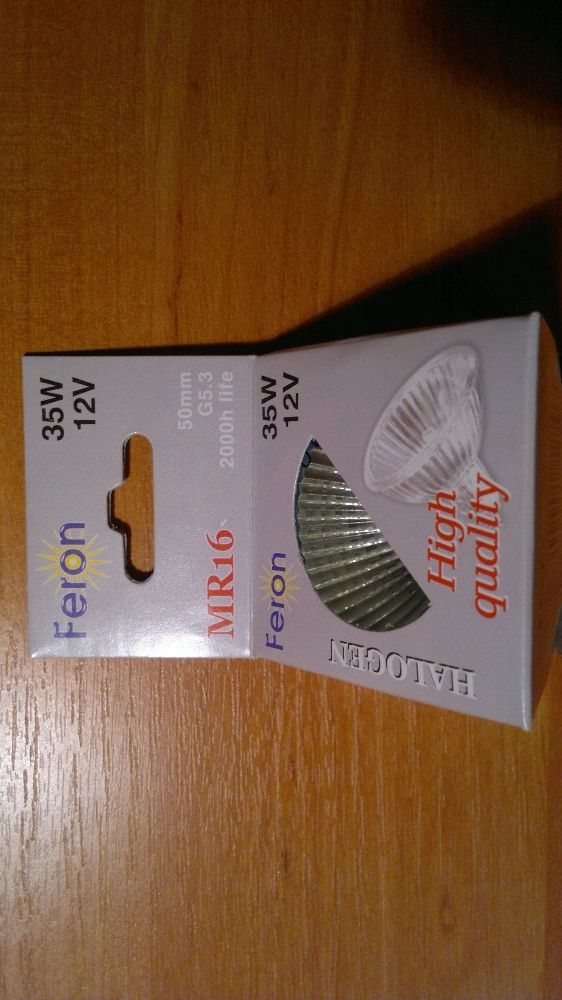 Feron
35W
12V
MR16
50mm
G5.3
2000h life
Feron
35W
12V
HALOGEN
High
quality